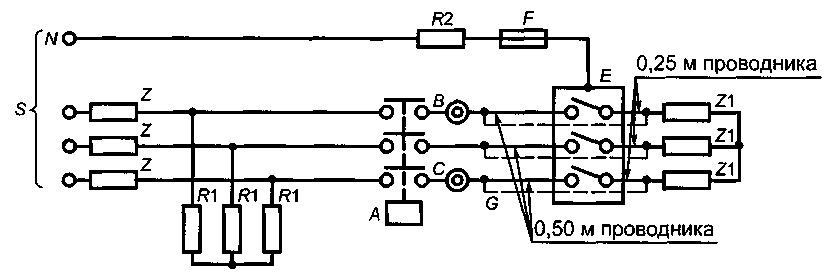 N R2 F
E 0,25 м проводника
S
Z B Z1
Z Z1
Z C Z1
R1 R1 R1 A G
0,50 м проводника